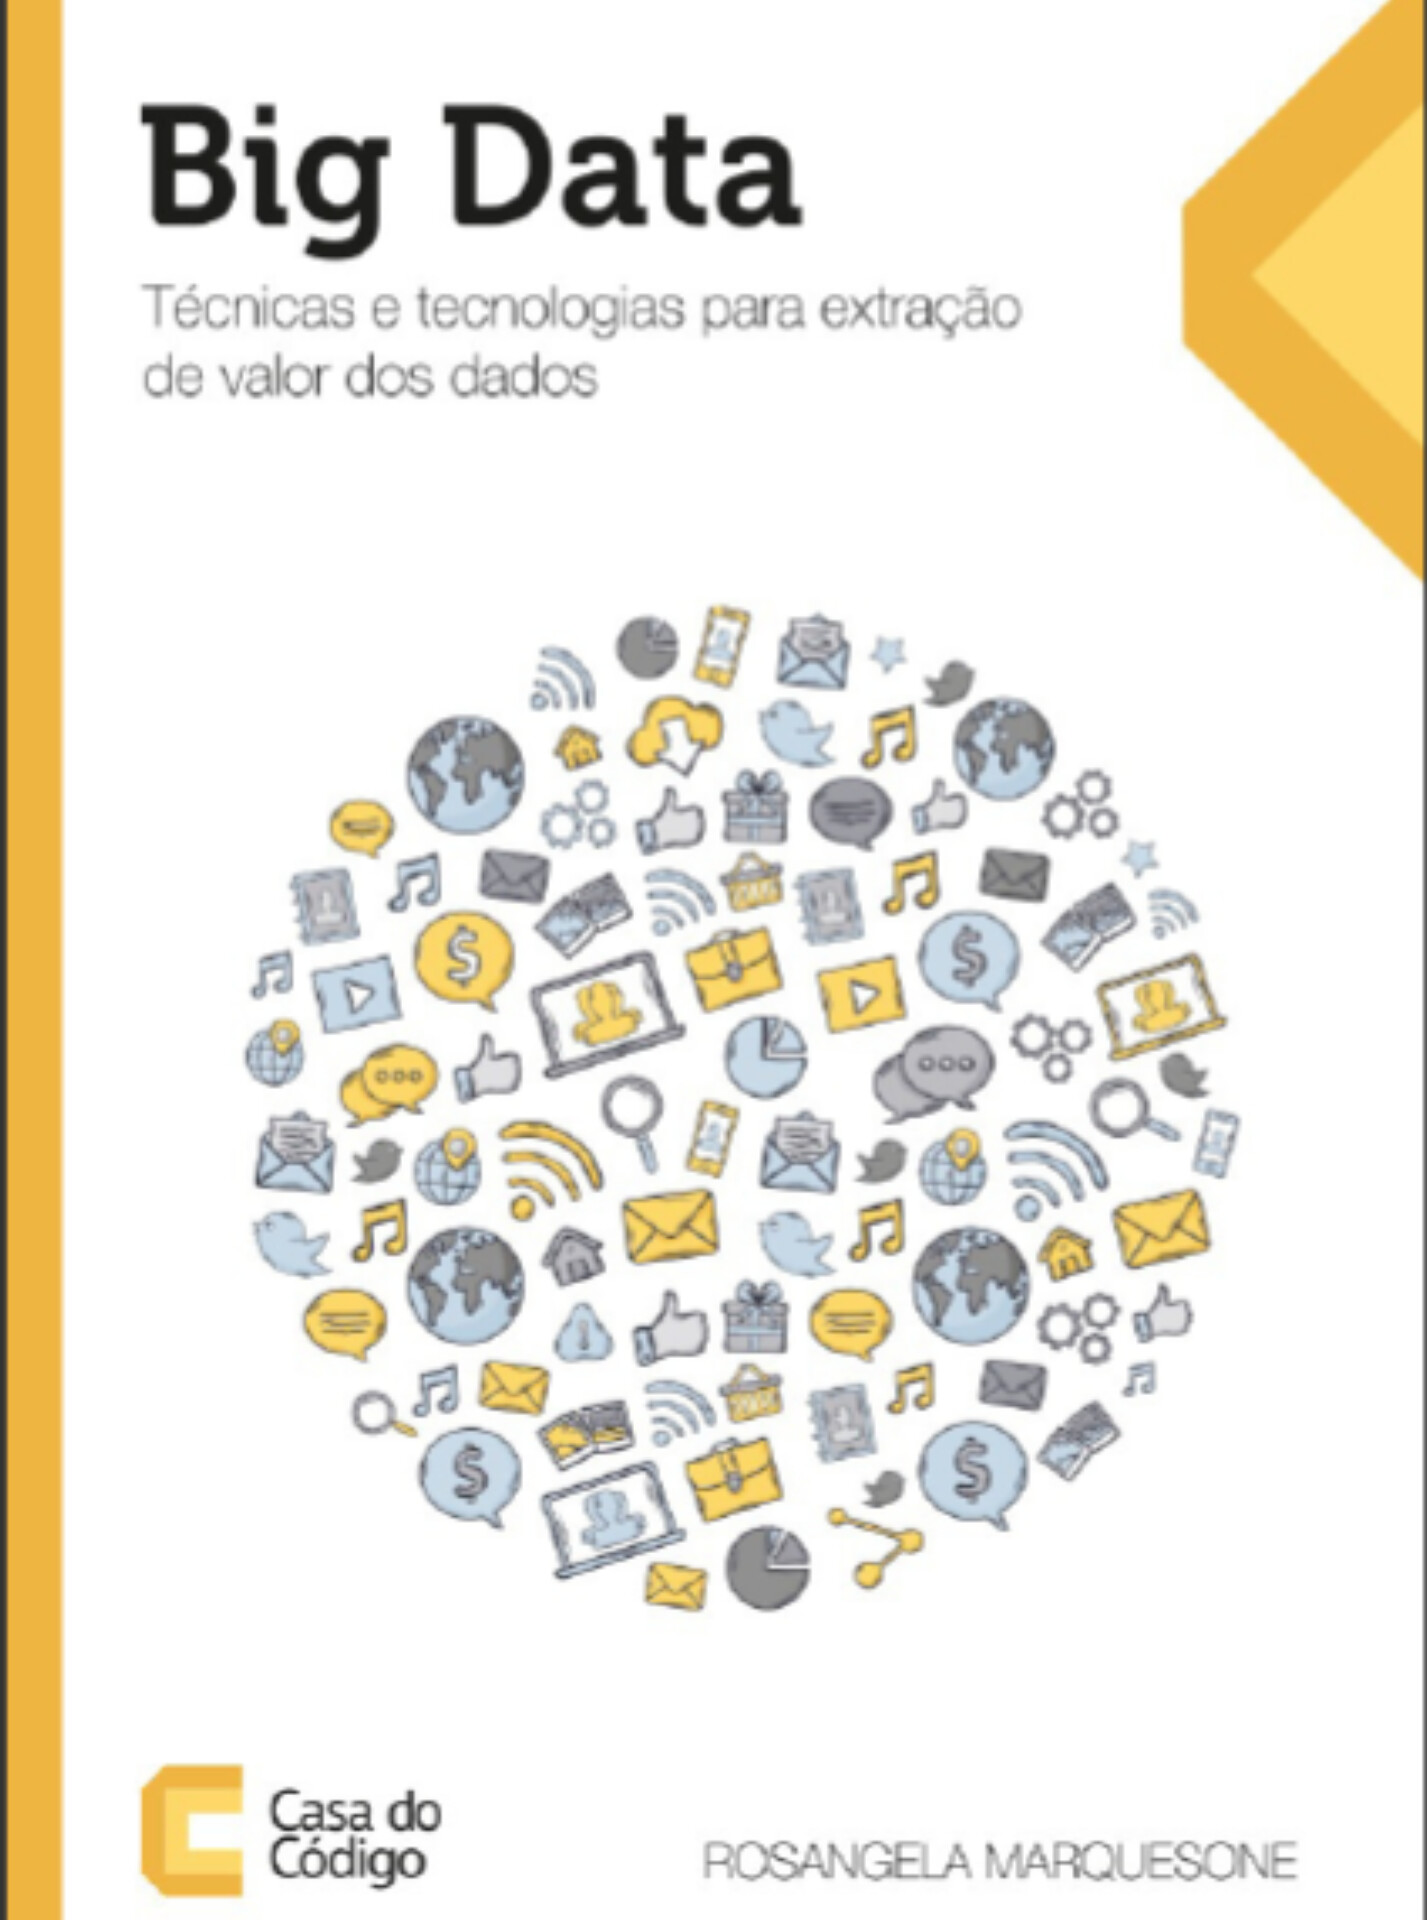 Big Data
Técnicas e tecnologias para extração
de valor dos dados
Casa do
Código
ROSANGELA MARQUESONE